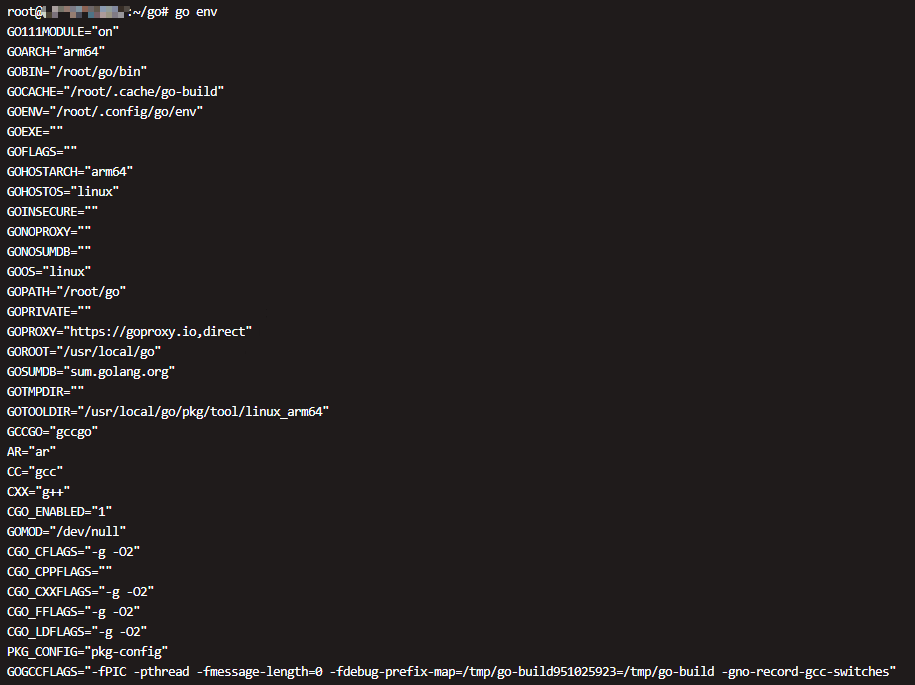 root@:~/go# go env
GO111MODULE="on"
GOARCH="arm64"
GOBIN="/root/go/bin"
GOCACHE="/root/.cache/go-build"
GOENV="/root/.config/go/env"
GOEXE=""
GOFLAGS=""
GOHOSTARCH="arm64"
GOHOSTOS="linux"
GOINSECURE=""
GONOPROXY=""
GONOSUMDB=""
GOOS="linux"
GOPATH="/root/go"
GOPRIVATE=""
GOPROXY="https://goproxy.io,direct"
GOROOT="/usr/local/go"
GOSUMDB="sum.golang.org"
GOTMPDIR=""
GOTOOLDIR="/usr/local/go/pkg/tool/linux_arm64"
GCCGO="gccgo"
AR="ar"
CC="gcc"
CXX="g++"
CGO_ENABLED="1"
GOMOD="/dev/null"
CGO_CFLAGS="-g -O2"
CGO_CPPFLAGS=""
CGO_CXXFLAGS="-g -O2"
CGO_FFLAGS="-g -O2"
CGO_LDFLAGS="-g -O2"
PKG_CONFIG="pkg-config"
GOGCCFLAGS="-fPIC -pthread -fmessage-length=0 -fdebug-prefix-map=/tmp/go-build951025923=/tmp/go-build -gno-record-gcc-switches"